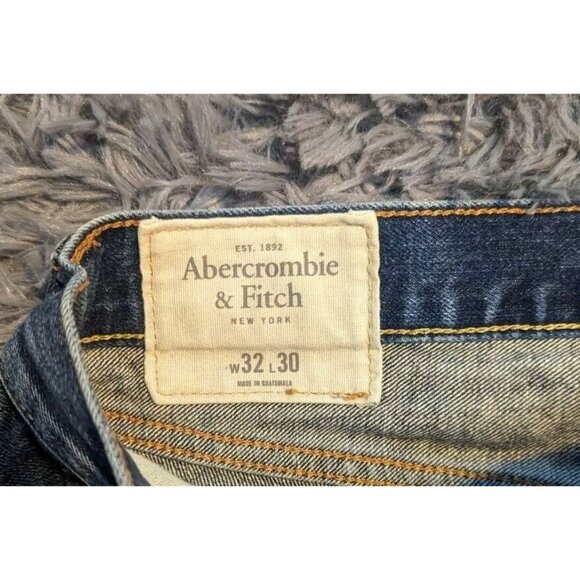 EST. 1892
Abercrombie
& Fitch
NEW YORK
W32 L30
MADE IN GUATEMALA